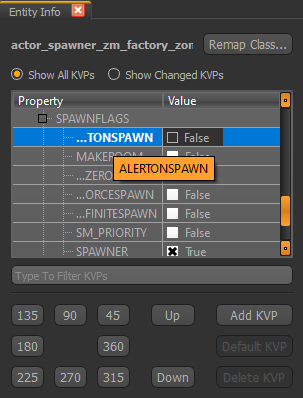 Entity Info
actor_spawner_zm_factory_zon
Remap Class...
Show All KVPs
Show Changed KVPs
Property Value
SPAWNFLAGS
...TONSPAWN False
MAKEROOM False
...ZERO
ALERTONSPAWN
...ORCESPAWN False
...FINITESPAWN False
SM_PRIORITY False
SPAWNER True
Type To Filter KVPs
135 90 45 Up Add KVP
180 360 Default KVP
225 270 315 Down Delete KVP